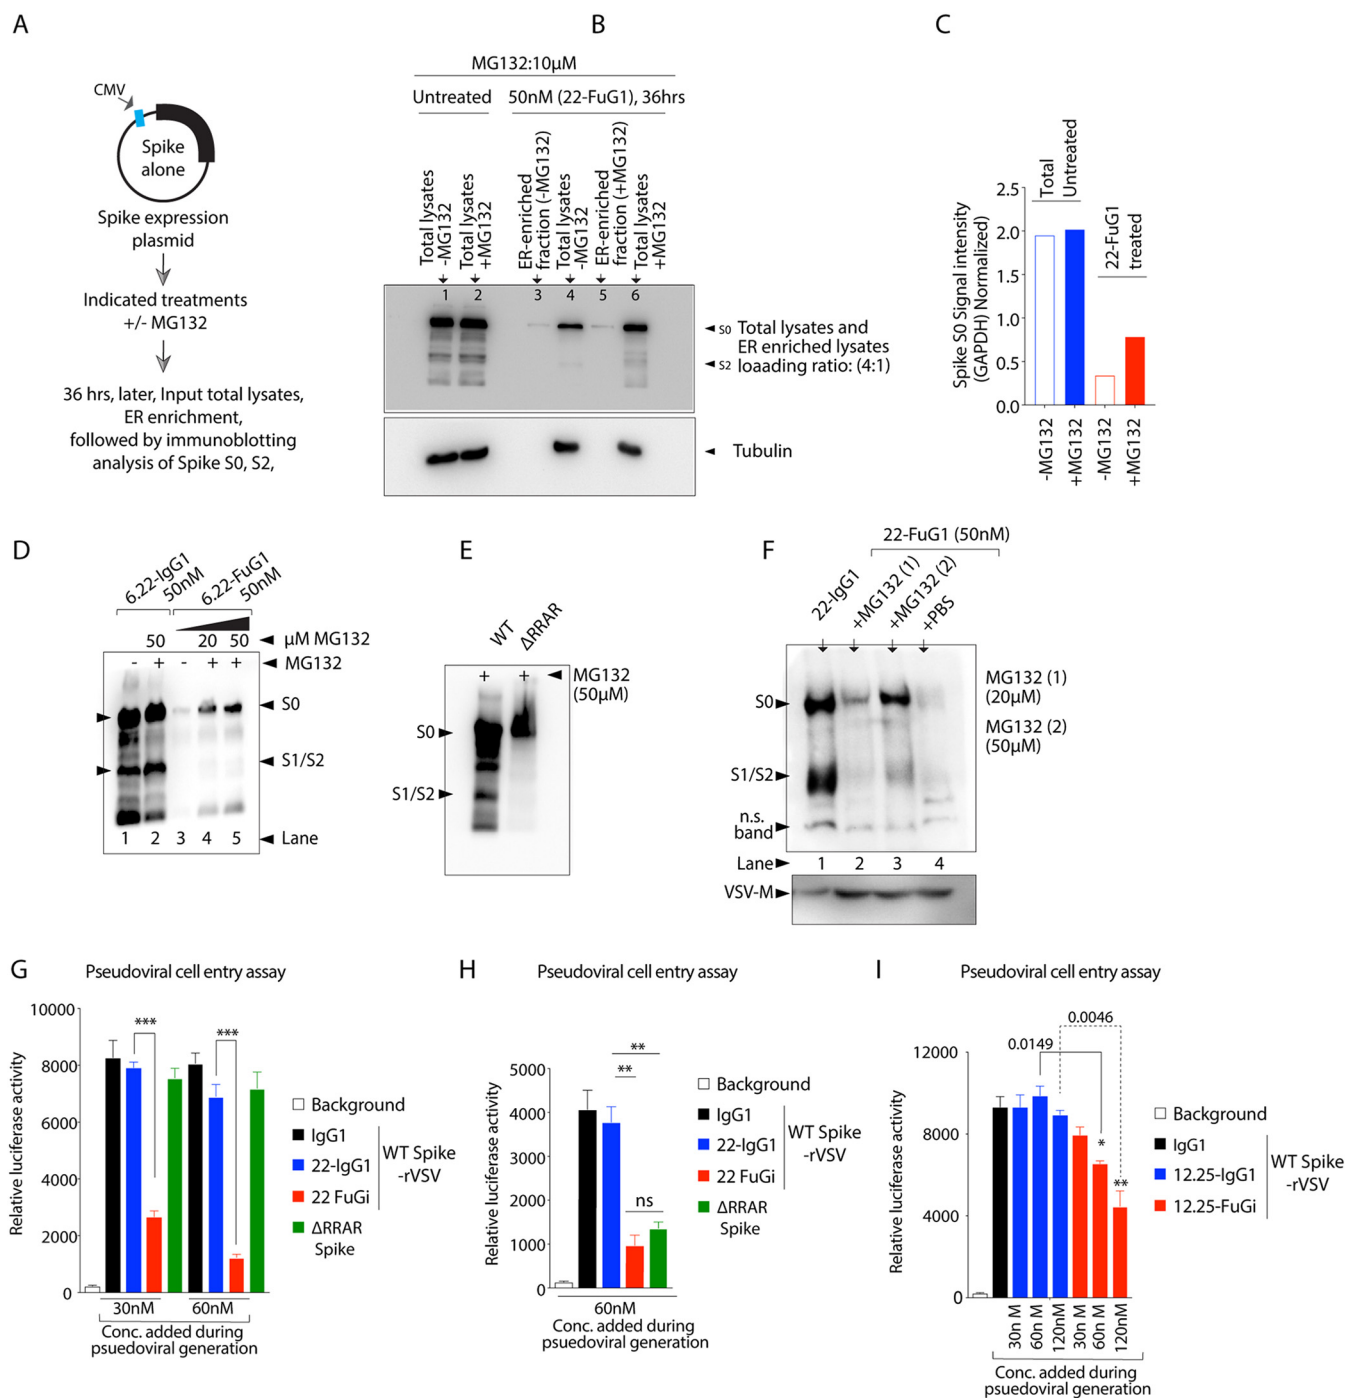 A
CMV
Spike
alone
Spike expression
plasmid
Indicated treatments
+/- MG132
36 hrs, later, Input total lysates,
ER enrichment,
followed by immunoblotting
analysis of Spike S0, S2,
B
MG132:10µM
Untreated
50nM (22-FuG1), 36hrs
Total lysates
-MG132
Total lysates
+MG132
ER-enriched
fraction (-MG132)
Total lysates
-MG132
ER-enriched
fraction (+MG132)
Total lysates
+MG132
1 2 3 4 5 6
S0
S2
Total lysates and
ER enriched lysates
loaading ratio: (4:1)
Tubulin
C
Total
Untreated
22-FuG1
treated
Spike S0 Signal intensity
(GAPDH) Normalized)
2.5
2.0
1.5
1.0
0.5
0.0
-MG132
+MG132
-MG132
+MG132
D
6.22-IgG1
50nM
6.22-FuG1
50nM
50 20 50 µM MG132
- + - + + MG132
S0
S1/S2
1 2 3 4 5 Lane
E
WT
ΔRRAR
+ + MG132
(50µM)
S0
S1/S2
F
22-FuG1 (50nM)
22-IgG1
+MG132 (1)
+MG132 (2)
+PBS
S0
S1/S2
n.s.
band
MG132 (1)
(20µM)
MG132 (2)
(50µM)
Lane 1 2 3 4
VSV-M
G
Pseudoviral cell entry assay
Relative luciferase activity
10000
8000
6000
4000
2000
0
***
***
30nM
60nM
Conc. added during
psuedoviral generation
Background
IgG1
22-IgG1
22 FuGi
WT Spike
-rVSV
ΔRRAR
Spike
H
Pseudoviral cell entry assay
Relative luciferase activity
5000
4000
3000
2000
1000
0
**
**
ns
60nM
Conc. added during
psuedoviral generation
Background
IgG1
22-IgG1
22 FuGi
WT Spike
-rVSV
ΔRRAR
Spike
I
Pseudoviral cell entry assay
Relative luciferase activity
12000
8000
4000
0
0.0046
0.0149
*
**
30n M
60n M
120nM
30n M
60n M
120nM
Conc. added during
psuedoviral generation
Background
IgG1
12.25-IgG1
12.25-FuGi
WT Spike
-rVSV